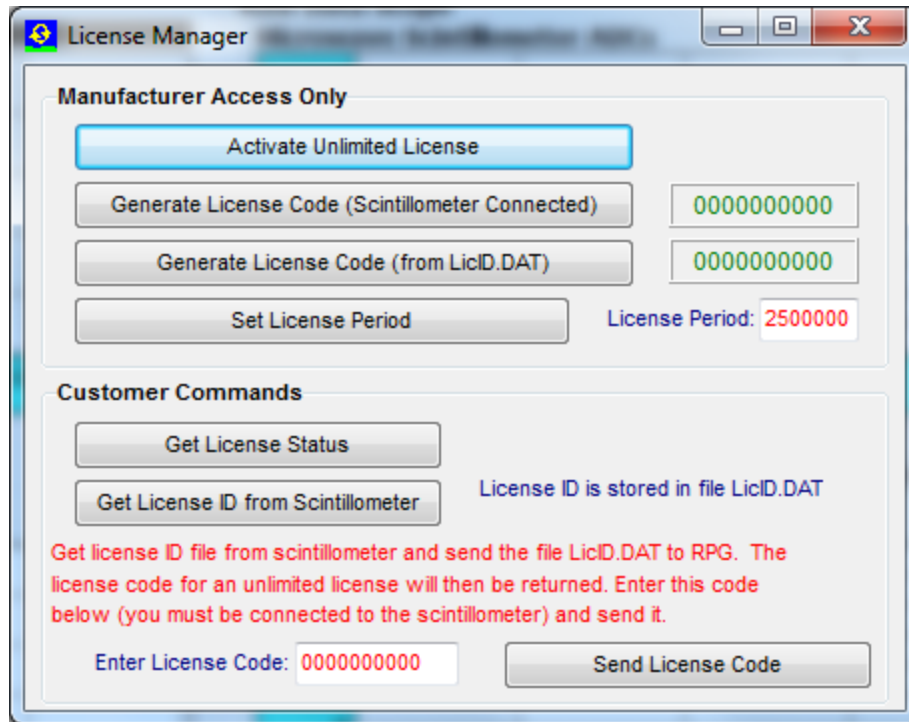 License Manager
Manufacturer Access Only
Activate Unlimited License
Generate License Code (Scintillometer Connected) 0000000000
Generate License Code (from LicID.DAT) 0000000000
Set License Period License Period: 2500000
Customer Commands
Get License Status
Get License ID from Scintillometer License ID is stored in file LicID.DAT
Get license ID file from scintillometer and send the file LicID.DAT to RPG. The
license code for an unlimited license will then be returned. Enter this code
below (you must be connected to the scintillometer) and send it.
Enter License Code: 0000000000 Send License Code